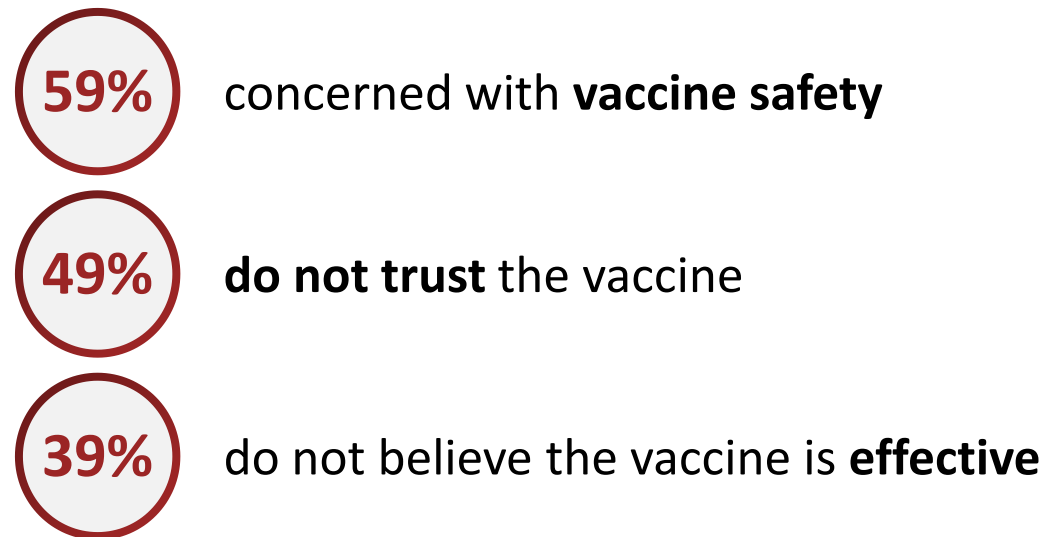 59% concerned with vaccine safety
49% do not trust the vaccine
39% do not believe the vaccine is effective